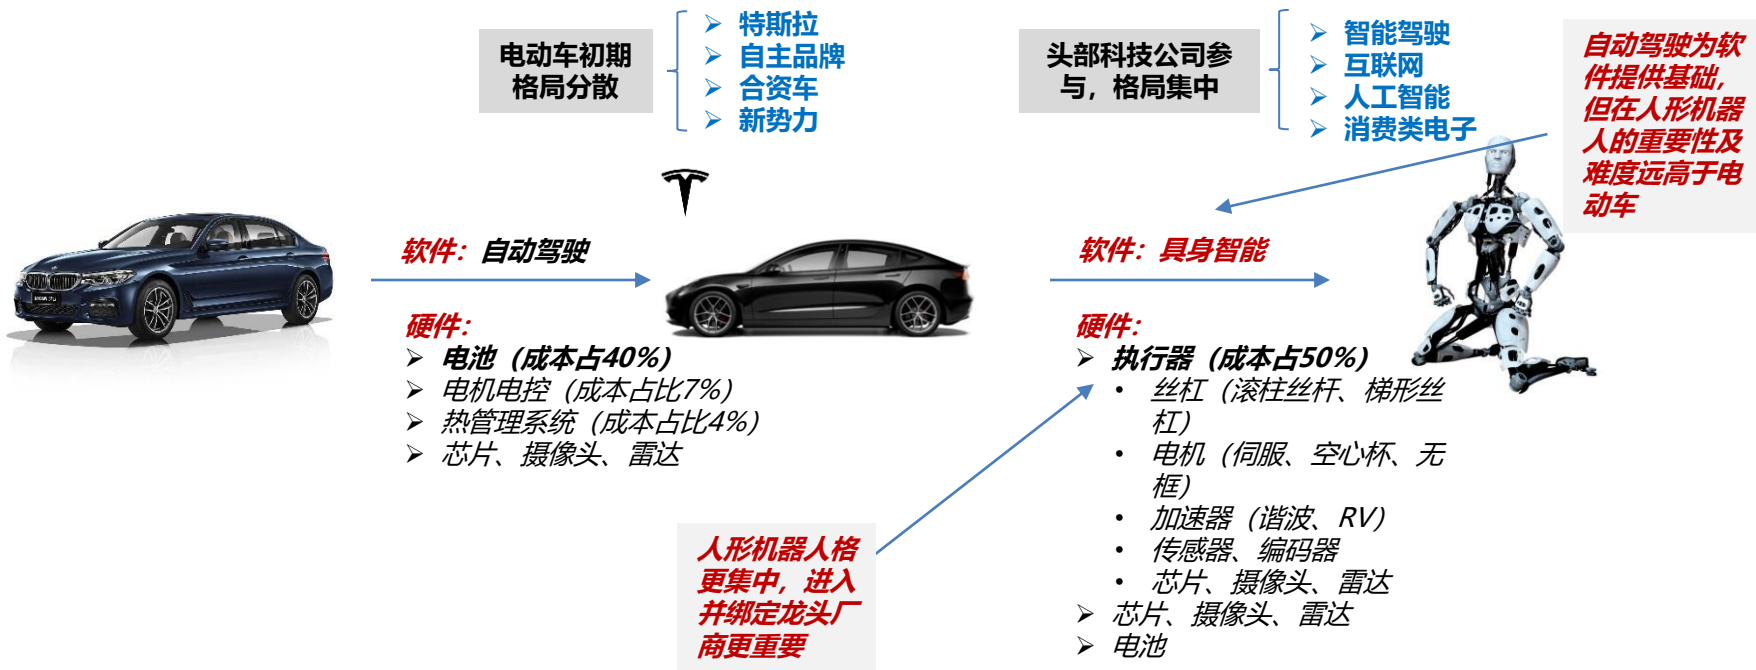 电动车初期
格局分散
➢ 特斯拉
➢ 自主品牌
➢ 合资车
➢ 新势力
头部科技公司参
与，格局集中
➢ 智能驾驶
➢ 互联网
➢ 人工智能
➢ 消费类电子
自动驾驶为软
件提供基础，
但在人形机器
人的重要性及
难度远高于电
动车
软件：自动驾驶
硬件：
➢ 电池（成本占40%）
➢ 电机电控（成本占比7%）
➢ 热管理系统（成本占比4%）
➢ 芯片、摄像头、雷达
软件：具身智能
硬件：
➢ 执行器（成本占50%）
• 丝杠（滚柱丝杆、梯形丝
杠）
• 电机（伺服、空心杯、无
框）
• 加速器（谐波、RV）
• 传感器、编码器
• 芯片、摄像头、雷达
➢ 芯片、摄像头、雷达
➢ 电池
人形机器人格
更集中，进入
并绑定龙头厂
商更重要